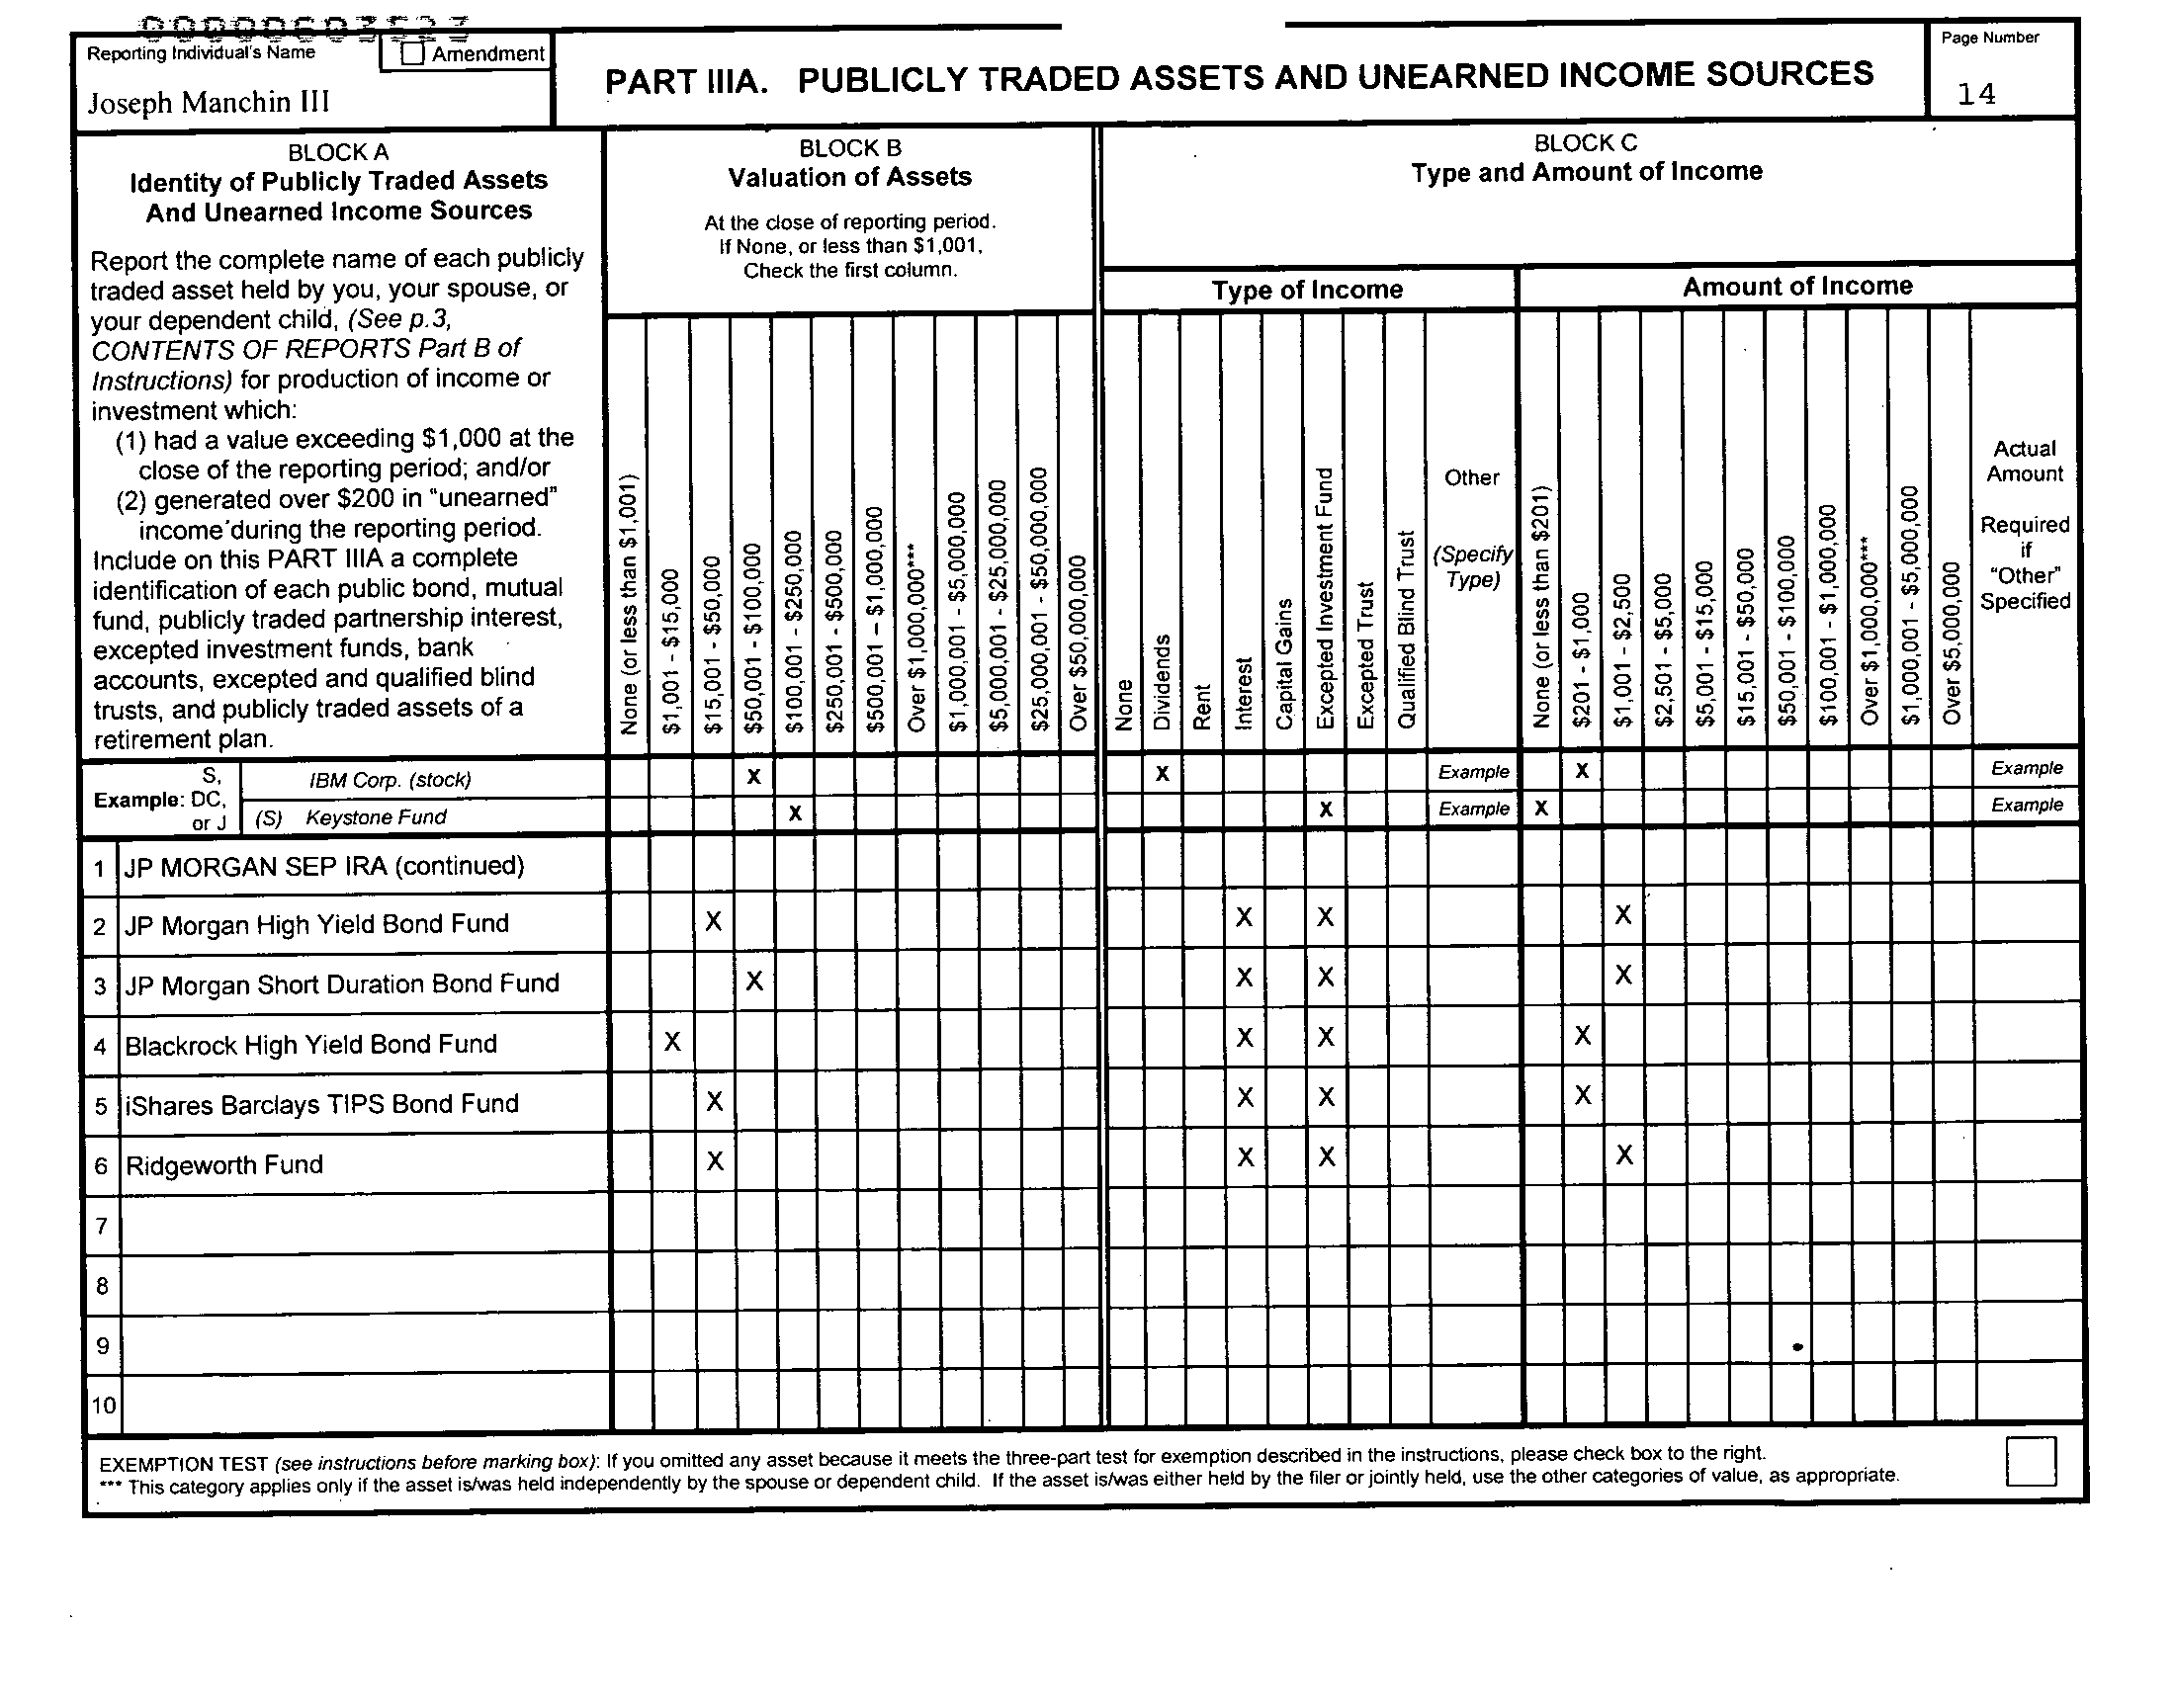 00000603523
Reporting Individual's Name
Amendment
Joseph Manchin III
PART IIIA. PUBLICLY TRADED ASSETS AND UNEARNED INCOME SOURCES
Page Number
14
BLOCK A
Identity of Publicly Traded Assets
And Unearned Income Sources
Report the complete name of each publicly
traded asset held by you, your spouse, or
your dependent child, (See p.3,
CONTENTS OF REPORTS Part B of
Instructions) for production of income or
investment which:
(1) had a value exceeding $1,000 at the
close of the reporting period; and/or
(2) generated over $200 in "unearned"
income during the reporting period.
Include on this PART IIIA a complete
identification of each public bond, mutual
fund, publicly traded partnership interest,
excepted investment funds, bank
accounts, excepted and qualified blind
trusts, and publicly traded assets of a
retirement plan.
BLOCK B
Valuation of Assets
At the close of reporting period.
If None, or less than $1,001,
Check the first column.
None (or less than $1,001)
$1,001 - $15,000
$15,001 - $50,000
$50,001 - $100,000
$100,001 - $250,000
$250,001 - $500,000
$500,001 – $1,000,000
Over $1,000,000***
$1,000,001 - $5,000,000
$5,000,001 - $25,000,000
$25,000,001 - $50,000,000
Over $50,000,000
BLOCK C
Type and Amount of Income
Type of Income
None
Dividends
Rent
Interest
Capital Gains
Excepted Investment Fund
Excepted Trust
Qualified Blind Trust
Other
(Specify
Type)
Amount of Income
None (or less than $201)
$201 - $1,000
$1,001 - $2,500
$2,501 - $5,000
$5,001 - $15,000
$15,001 - $50,000
$50,001 - $100,000
$100,001 - $1,000,000
Over $1,000,000***
$1,000,001 - $5,000,000
Over $5,000,000
Actual
Amount
Required
if
"Other"
Specified
Example: S,
DC,
or J
IBM Corp. (stock) X X Example X Example
(S) Keystone Fund X X Example X Example
1 JP MORGAN SEP IRA (continued)
2 JP Morgan High Yield Bond Fund X X X X
3 JP Morgan Short Duration Bond Fund X X X X
4 Blackrock High Yield Bond Fund X X X X
5 iShares Barclays TIPS Bond Fund X X X X
6 Ridgeworth Fund X X X X
7
8
9
10
EXEMPTION TEST (see instructions before marking box): If you omitted any asset because it meets the three-part test for exemption described in the instructions, please check box to the right.
*** This category applies only if the asset is/was held independently by the spouse or dependent child. If the asset is/was either held by the filer or jointly held, use the other categories of value, as appropriate.